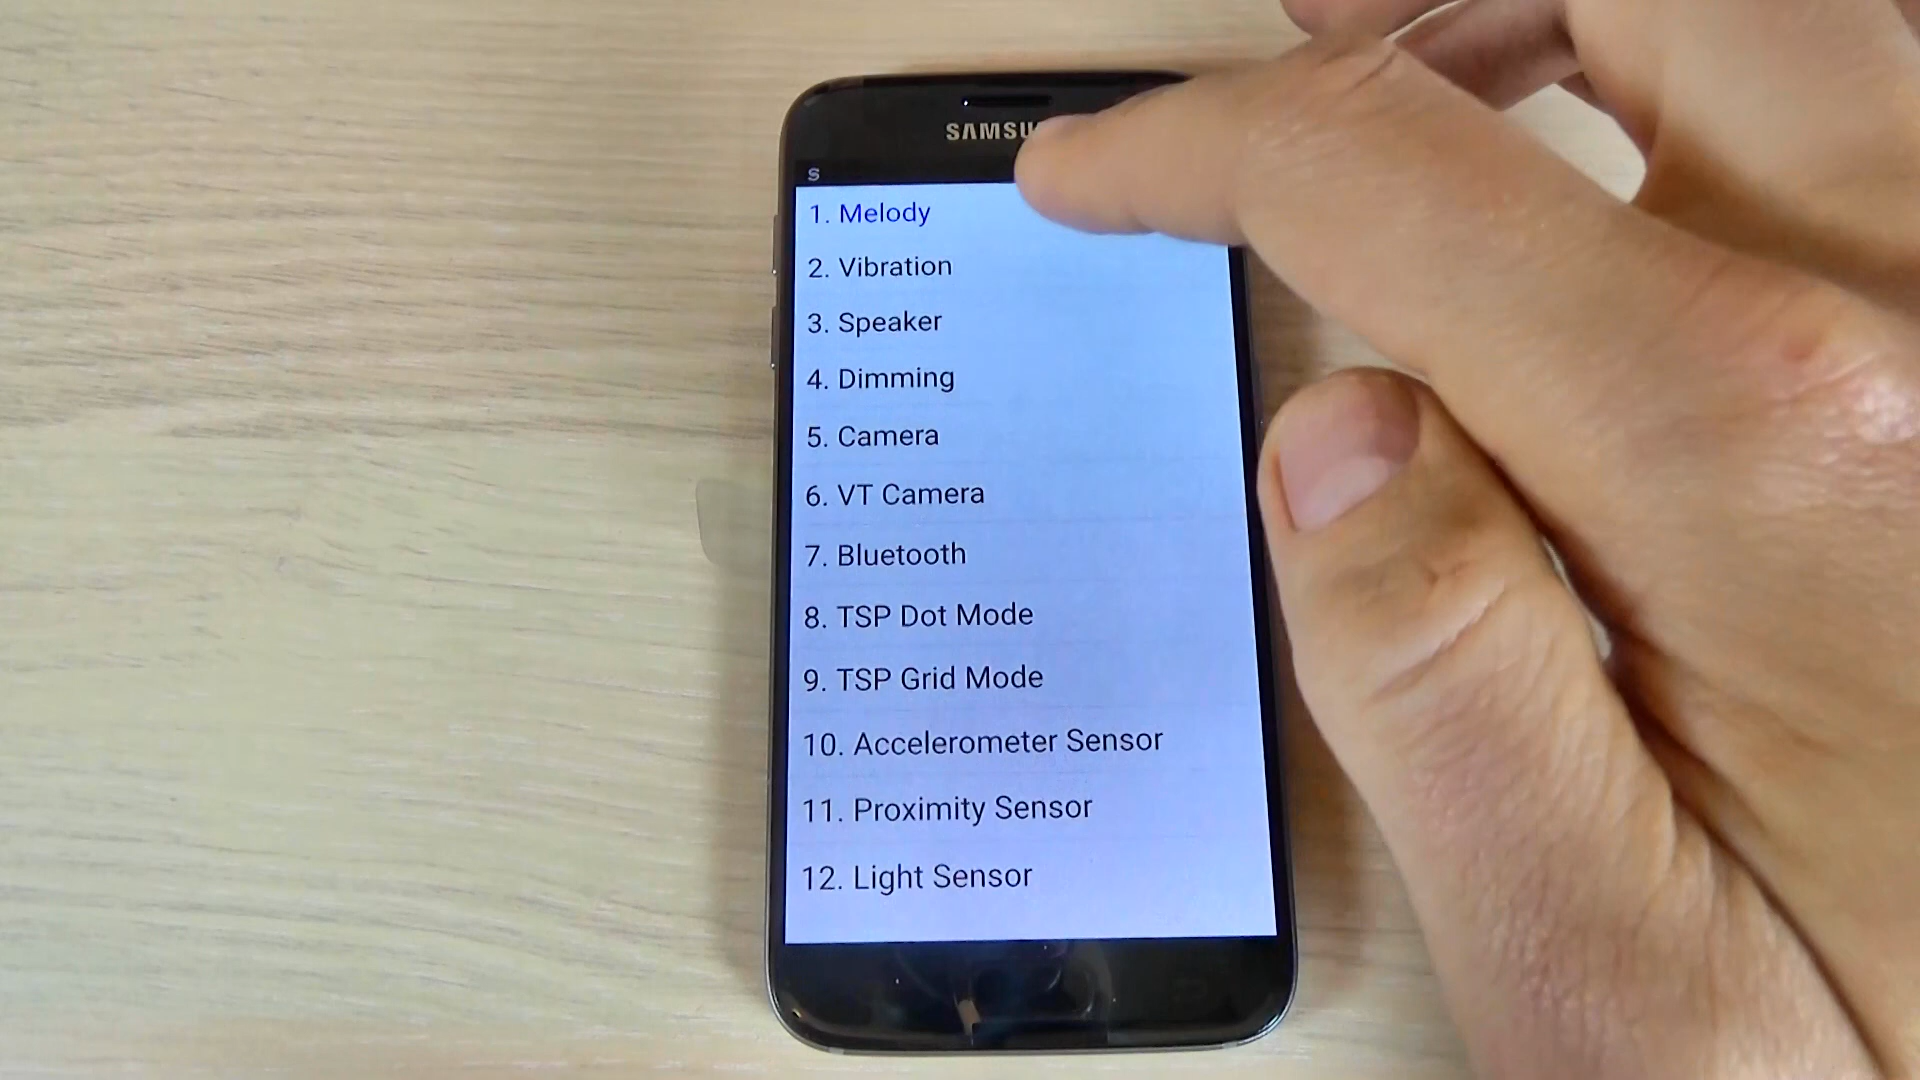 SAMSU
S
1. Melody
2. Vibration
3. Speaker
4. Dimming
5. Camera
6. VT Camera
7. Bluetooth
8. TSP Dot Mode
9. TSP Grid Mode
10. Accelerometer Sensor
11. Proximity Sensor
12. Light Sensor